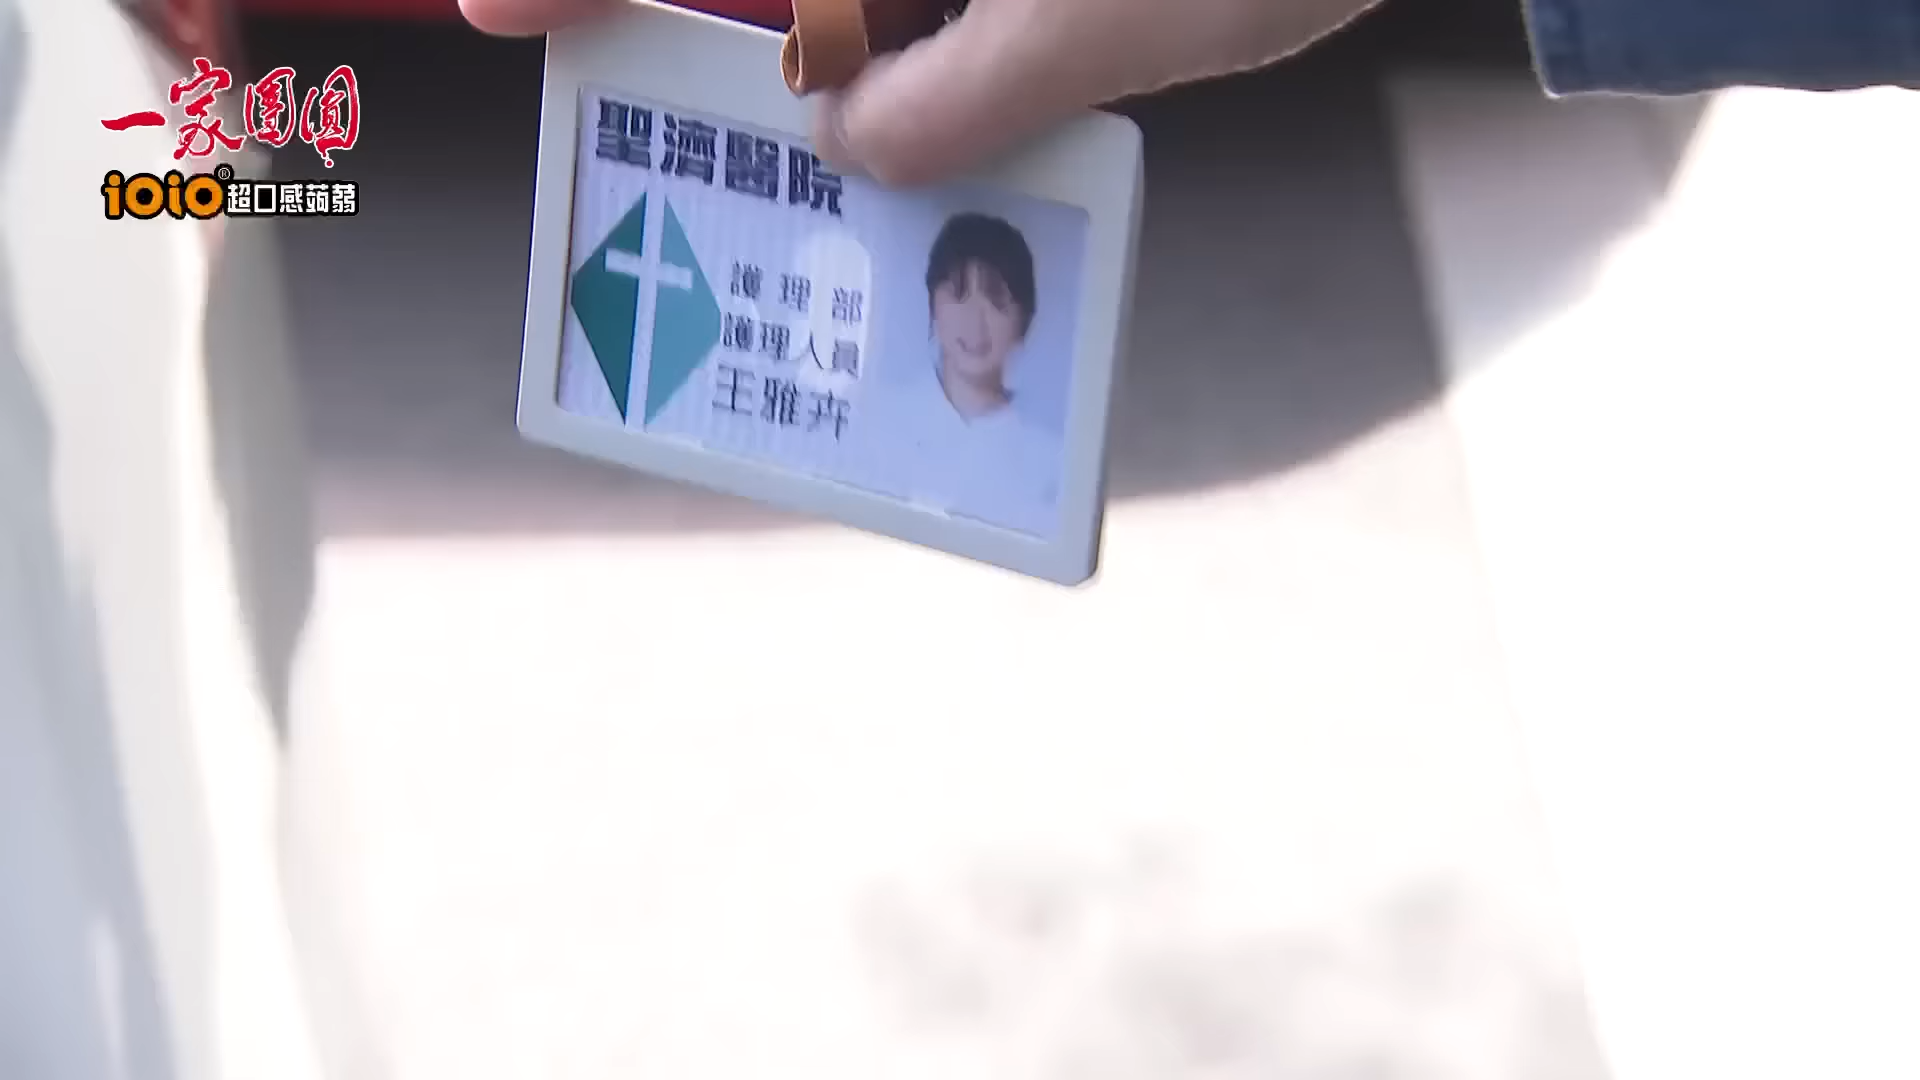 一家團圓
ioio®超口感蒟蒻
聖濟醫院
護理部
護理人員
王雅卉